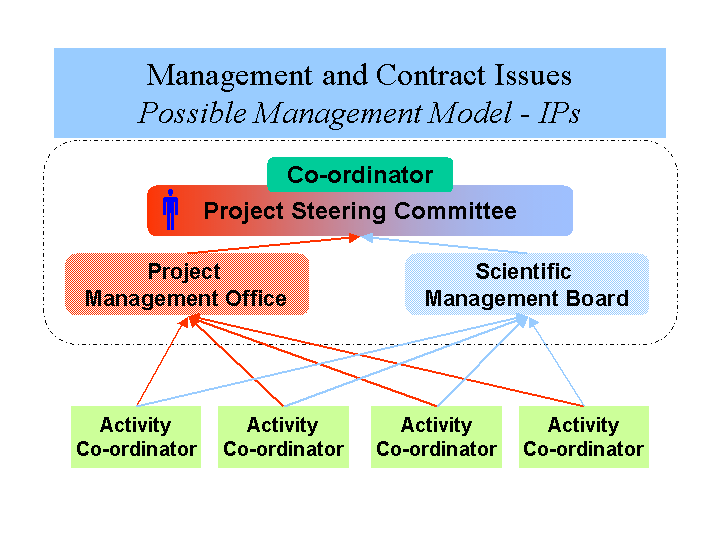 Management and Contract Issues
Possible Management Model - IPs
Co-ordinator
Project Steering Committee
Project
Management Office
Scientific
Management Board
Activity
Co-ordinator
Activity
Co-ordinator
Activity
Co-ordinator
Activity
Co-ordinator